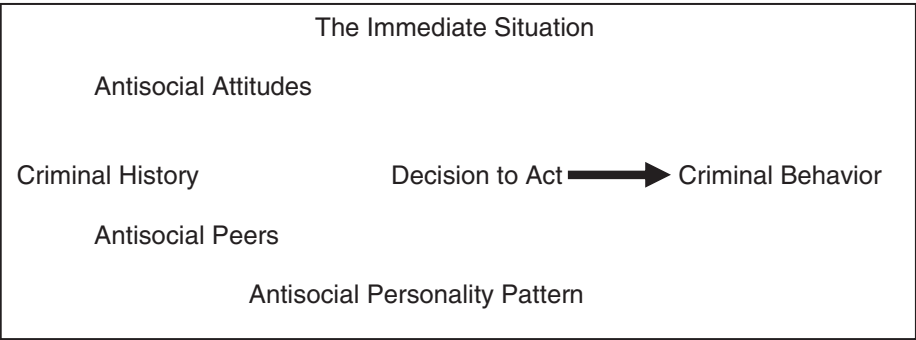 The Immediate Situation
Antisocial Attitudes
Criminal History Decision to Act Criminal Behavior
Antisocial Peers
Antisocial Personality Pattern